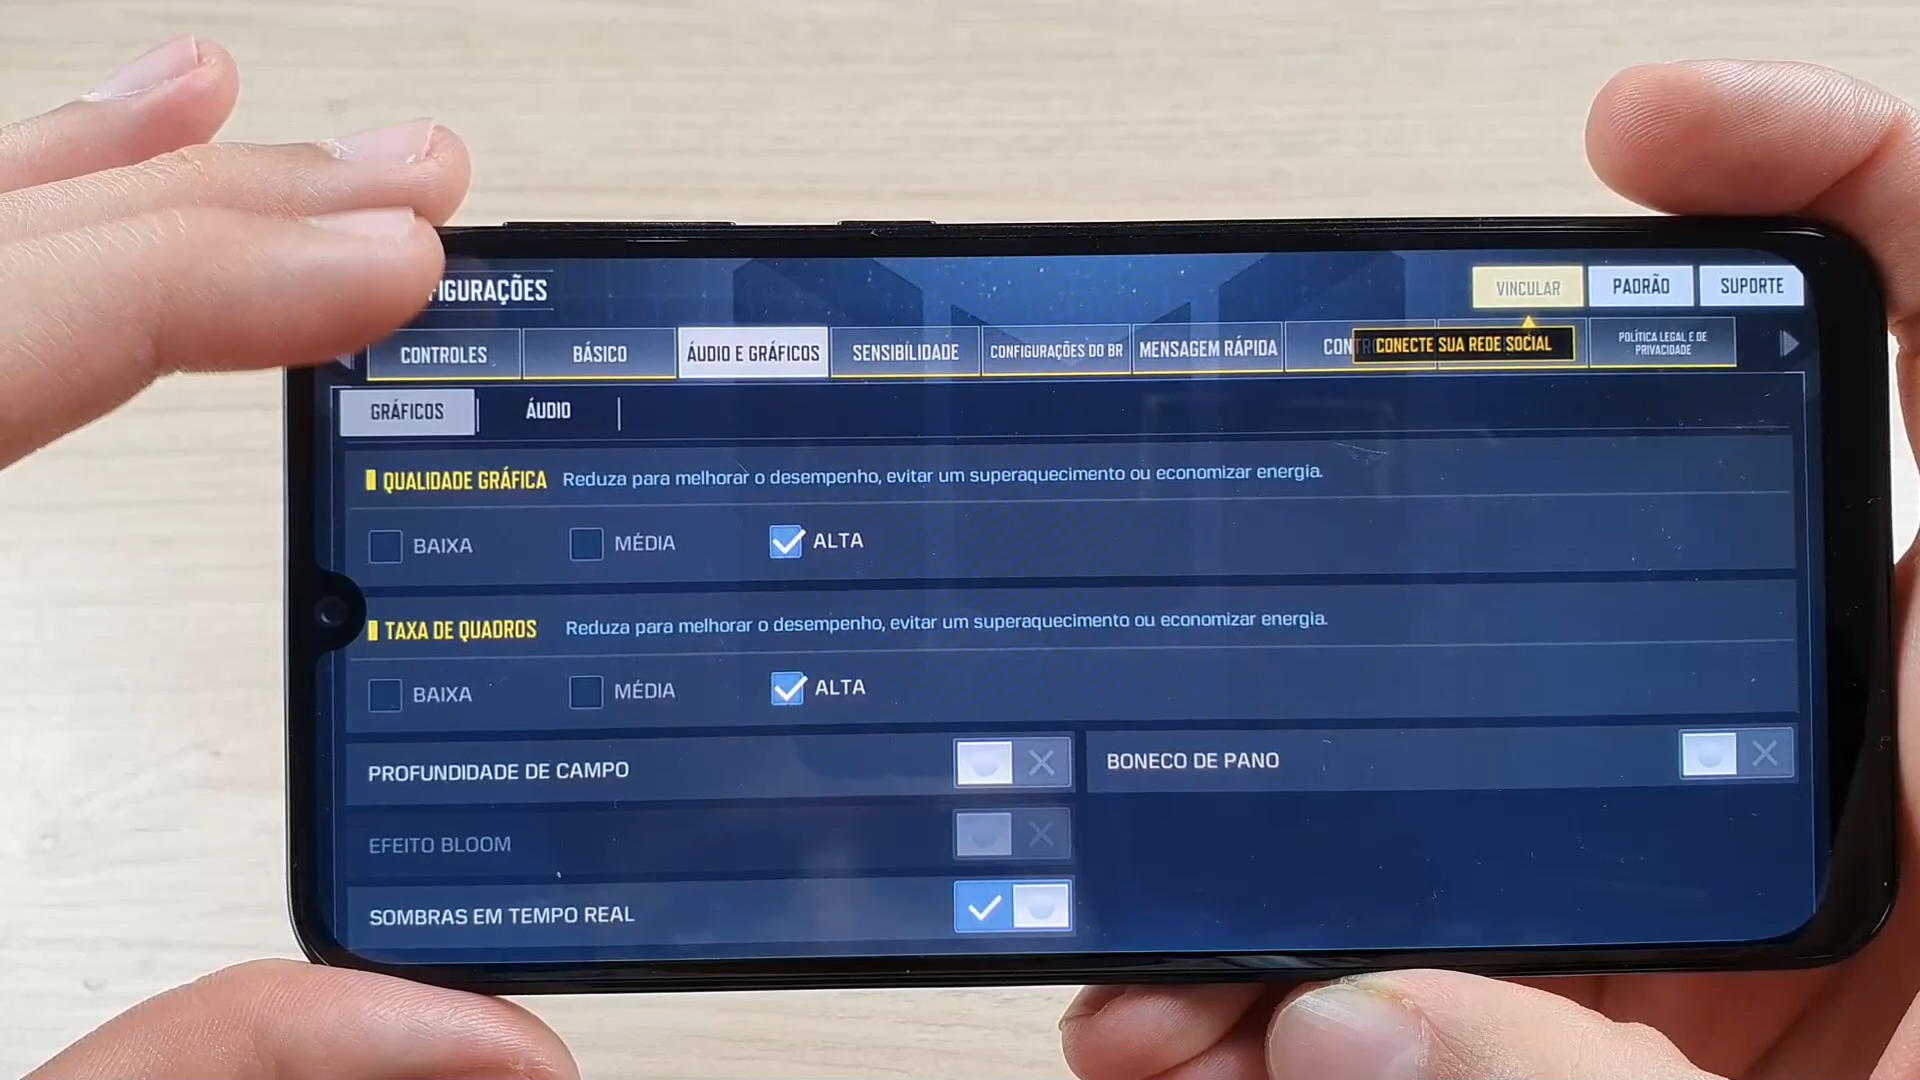 FIGURAÇÕES
VINCULAR
PADRÃO
SUPORTE
CONTROLES
BÁSICO
ÁUDIO E GRÁFICOS
SENSIBILIDADE
CONFIGURAÇÕES DO BR
MENSAGEM RÁPIDA
CONECTE SUA REDE SOCIAL
POLÍTICA LEGAL E DE
PRIVACIDADE
GRÁFICOS
ÁUDIO
QUALIDADE GRÁFICA Reduza para melhorar o desempenho, evitar um superaquecimento ou economizar energia.
BAIXA
MÉDIA
ALTA
TAXA DE QUADROS Reduza para melhorar o desempenho, evitar um superaquecimento ou economizar energia.
BAIXA
MÉDIA
ALTA
PROFUNDIDADE DE CAMPO
BONECO DE PANO
EFEITO BLOOM
SOMBRAS EM TEMPO REAL